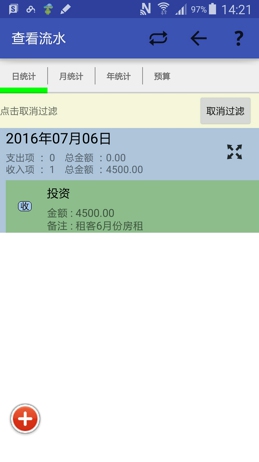 97% 14:21
查看流水
?
日统计 月统计 年统计 预算
点击取消过滤 取消过滤
2016年07月06日
支出项 : 0 总金额 : 0.00
收入项 : 1 总金额 : 4500.00
投资
收
金额 : 4500.00
备注 : 租客6月份房租